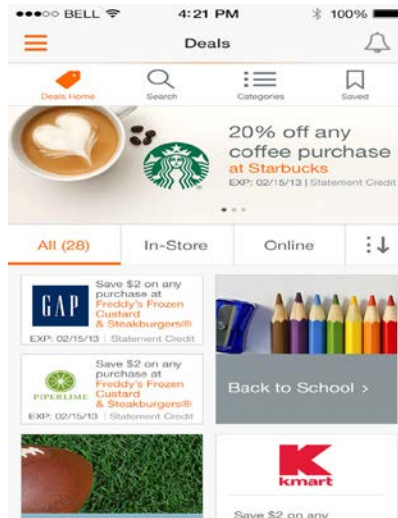 BELL 4:21 PM 100%
Deals
Deals Home Search Categories Saved
20% off any
coffee purchase
at Starbucks
EXP: 02/15/13 | Statement Credit
All (28) In-Store Online
GAP
Save $2 on any
purchase at
Freddy's Frozen
Custard
& Steakburgers®
EXP: 02/15/13 | Statement Credit
Back to School >
PIPERLIME
Save $2 on any
purchase at
Freddy's Frozen
Custard
& Steakburgers®
EXP: 02/15/13 | Statement Credit
kmart
Save $2 on any